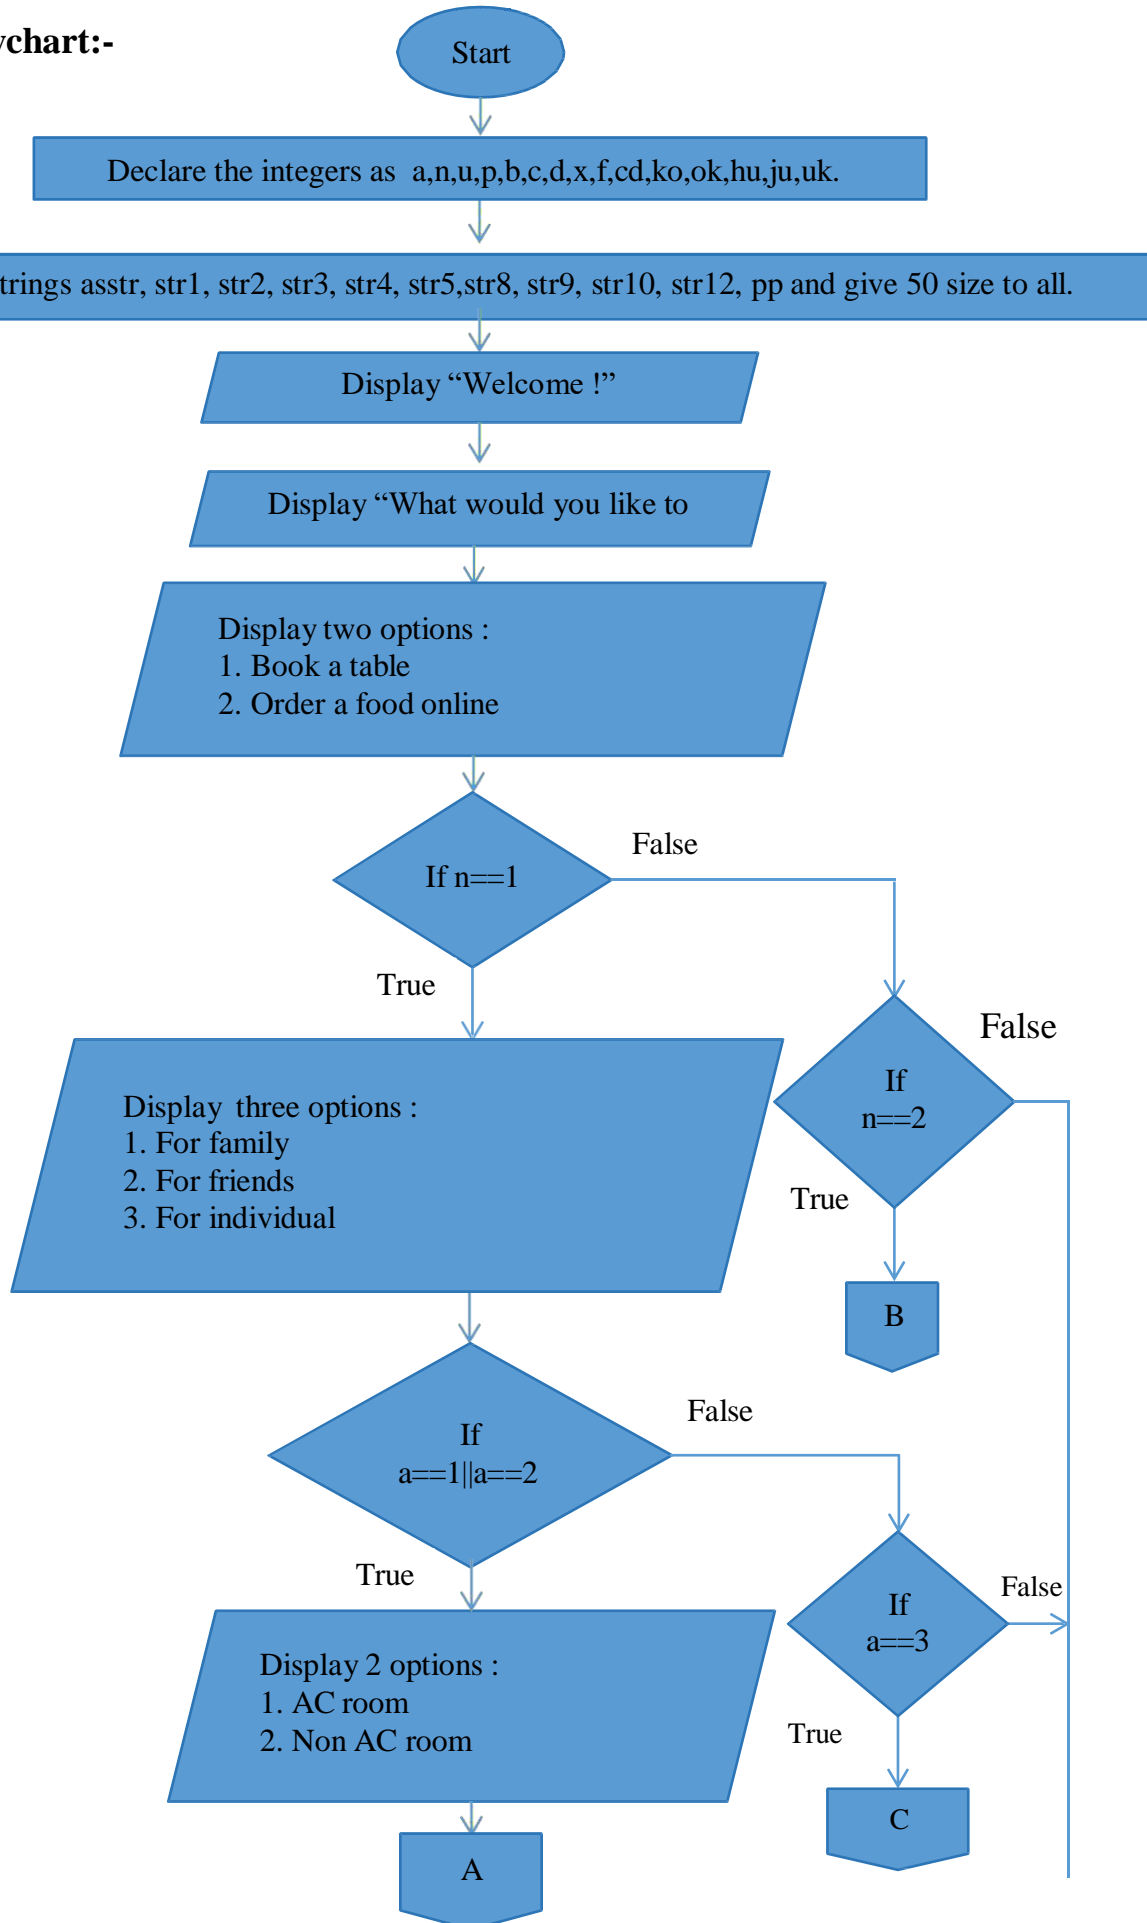 wchart:-
Start
Declare the integers as a,n,u,p,b,c,d,x,f,cd,ko,ok,hu,ju,uk.
trings asstr, str1, str2, str3, str4, str5,str8, str9, str10, str12, pp and give 50 size to all.
Display “Welcome !”
Display “What would you like to
Display two options :
1. Book a table
2. Order a food online
If n==1
False
True
False
If
n==2
True
B
Display three options :
1. For family
2. For friends
3. For individual
If
a==1||a==2
False
True
If
a==3
False
True
C
Display 2 options :
1. AC room
2. Non AC room
A